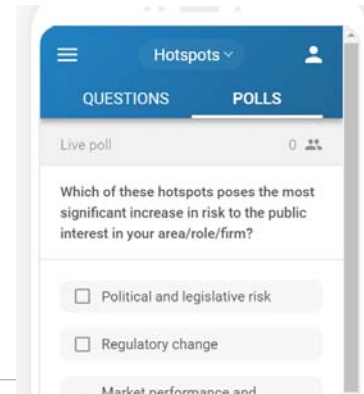 Hotspots
QUESTIONS POLLS
Live poll 0
Which of these hotspots poses the most
significant increase in risk to the public
interest in your area/role/firm?
Political and legislative risk
Regulatory change
Market performance and